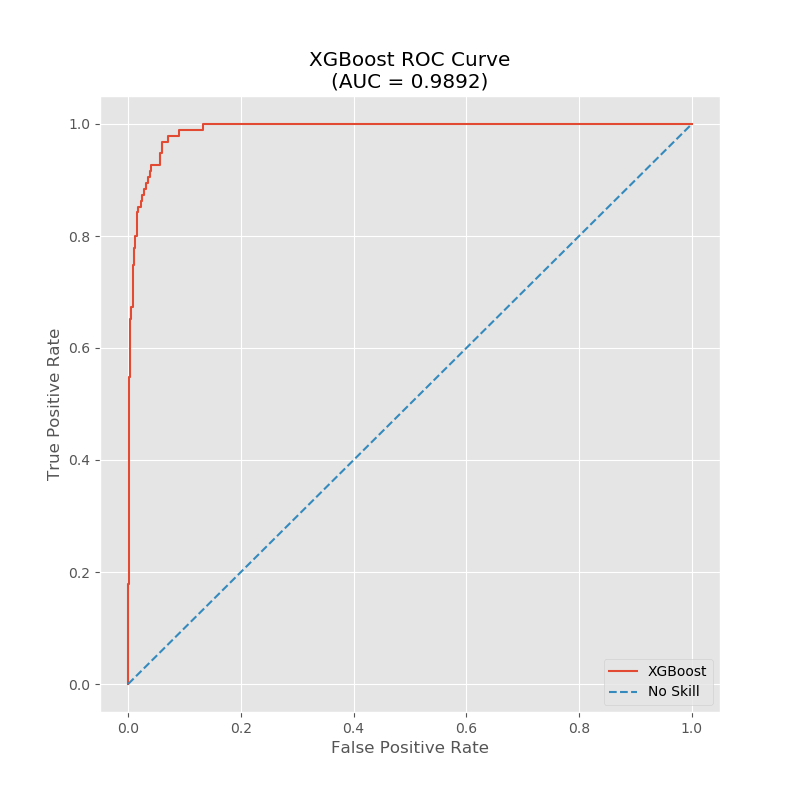 XGBoost ROC Curve
(AUC = 0.9892)
1.0
0.8
0.6
0.4
0.2
0.0
True Positive Rate
0.0 0.2 0.4 0.6 0.8 1.0
False Positive Rate
XGBoost
No Skill